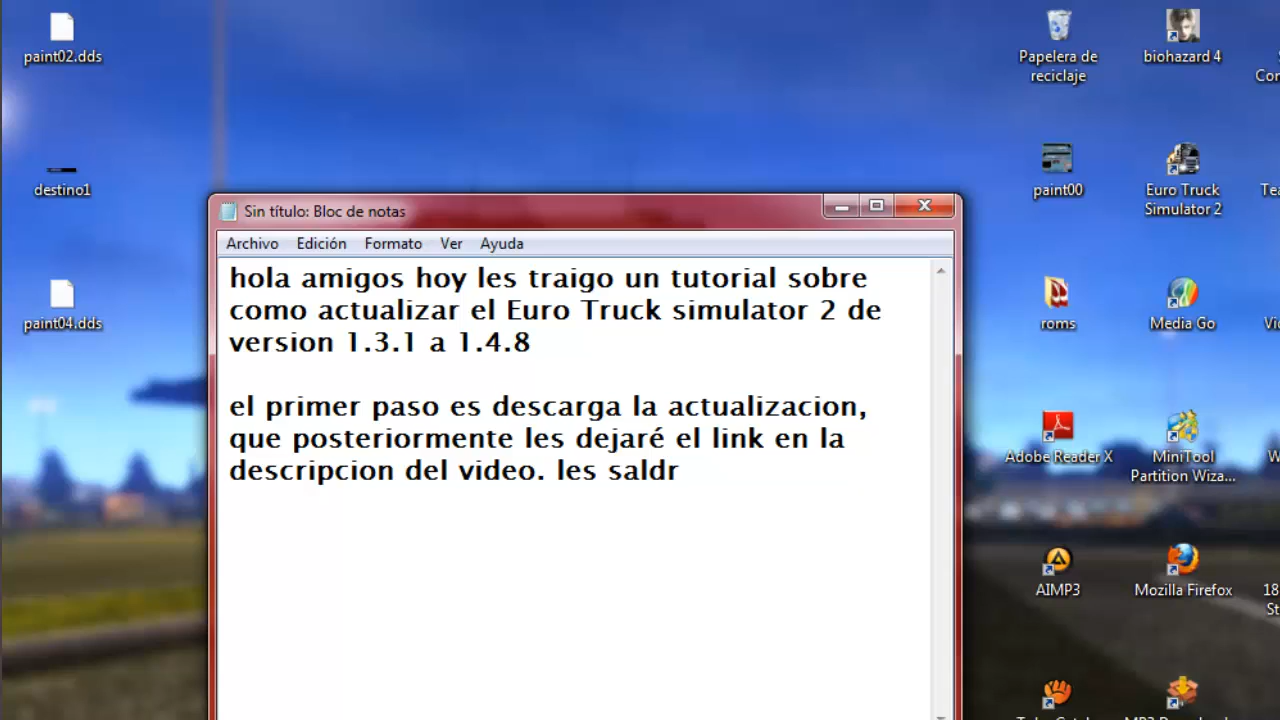 paint02.dds
destino1
paint04.dds
Sin título: Bloc de notas
Archivo Edición Formato Ver Ayuda
hola amigos hoy les traigo un tutorial sobre
como actualizar el Euro Truck simulator 2 de
version 1.3.1 a 1.4.8
el primer paso es descarga la actualizacion,
que posteriormente les dejaré el link en la
descripcion del video. les saldr
Papelera de
reciclaje
biohazard 4
paint00
Euro Truck
Simulator 2
roms
Media Go
Adobe Reader X
MiniTool
Partition Wiza...
AIMP3
Mozilla Firefox
18